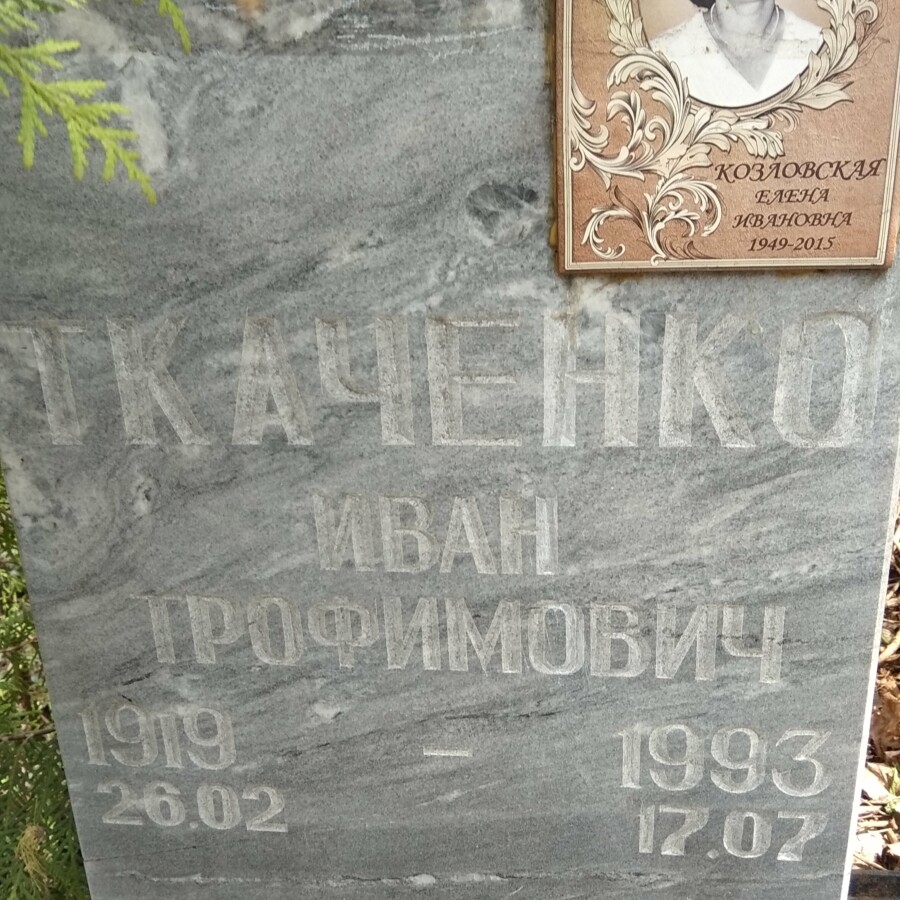 КОЗЛОВСКАЯ
ЕЛЕНА
ИВАНОВНА
1949-2015
ТКАЧЕНКО
ИВАН
ТРОФИМОВИЧ
1919 – 1993
26.02 17.07